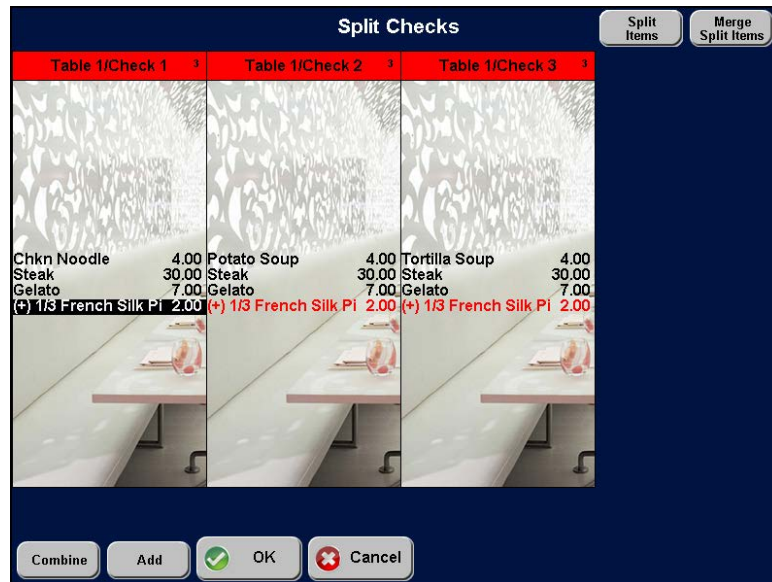 Split Checks
Split
Items
Merge
Split Items
Table 1/Check 1 3
Table 1/Check 2 3
Table 1/Check 3 3
Chkn Noodle 4.00
Steak 30.00
Gelato 7.00
(+) 1/3 French Silk Pi 2.00
Potato Soup 4.00
Steak 30.00
Gelato 7.00
(+) 1/3 French Silk Pi 2.00
Tortilla Soup 4.00
Steak 30.00
Gelato 7.00
(+) 1/3 French Silk Pi 2.00
Combine
Add
OK
Cancel